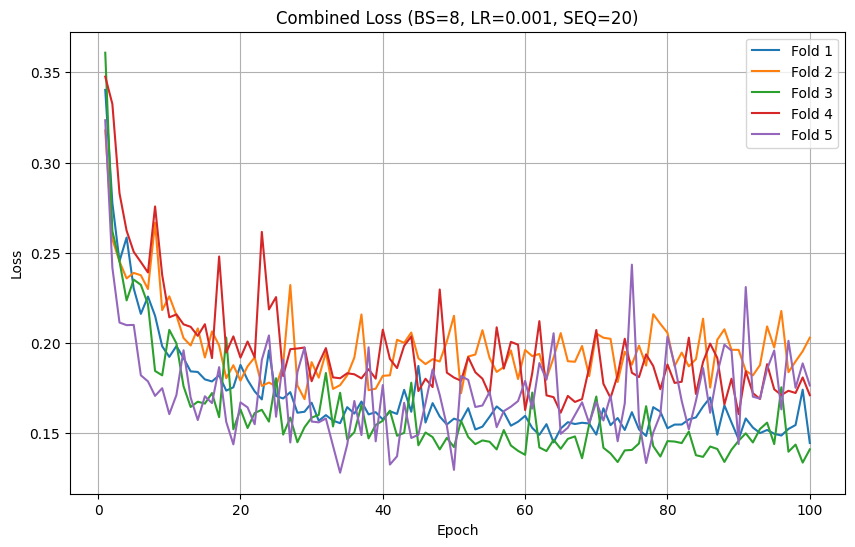 Combined Loss (BS=8, LR=0.001, SEQ=20)
Fold 1
Fold 2
Fold 3
Fold 4
Fold 5
Loss
0.35
0.30
0.25
0.20
0.15
0
20
40
60
80
100
Epoch